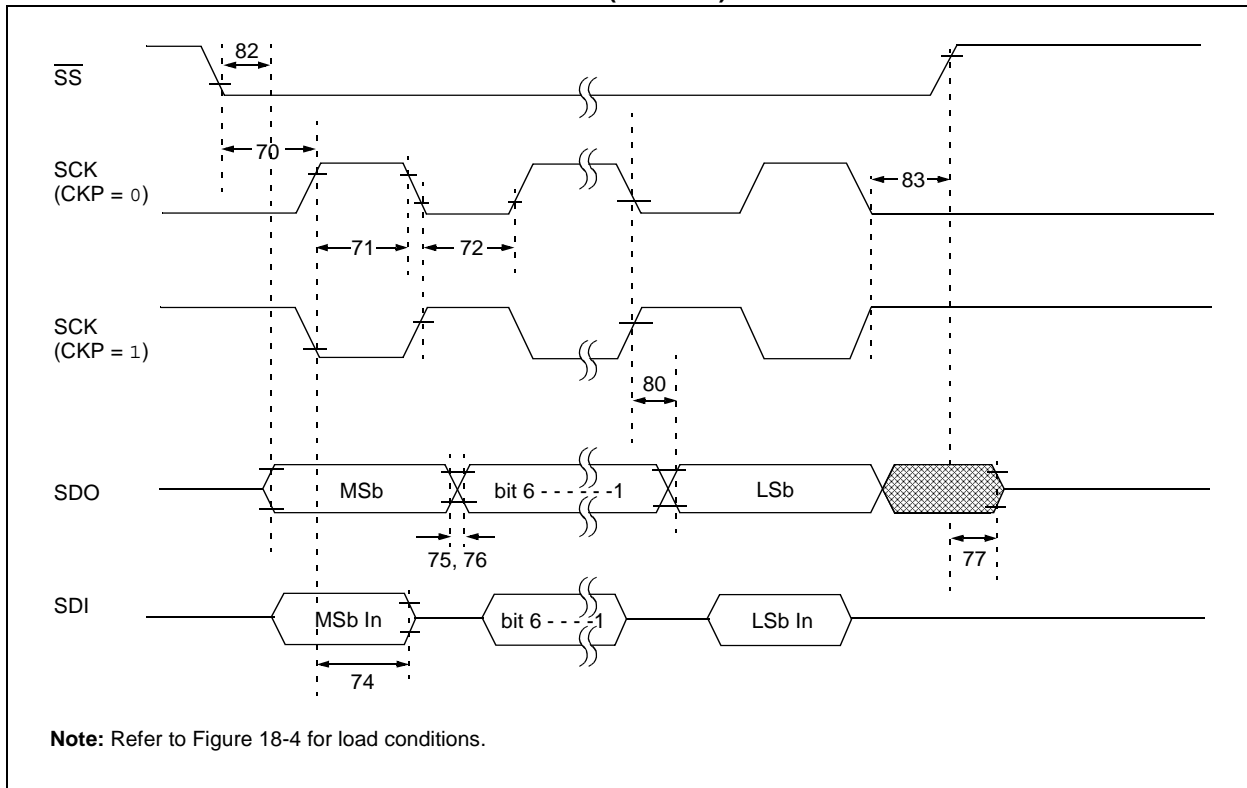 82
SS
70
SCK
(CKP = 0)
83
71
72
SCK
(CKP = 1)
80
SDO
MSb
bit 6 - - - - - -1
LSb
75, 76
77
SDI
MSb In
bit 6 - - - -1
LSb In
74
Note: Refer to Figure 18-4 for load conditions.